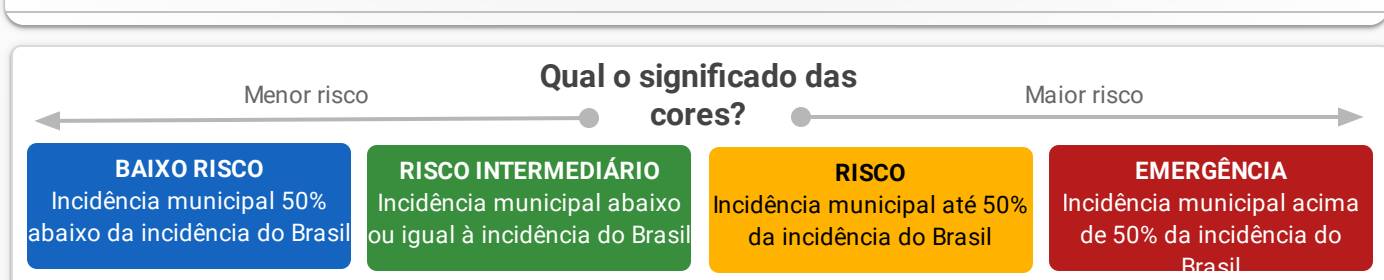 Qual o significado das
cores?
Menor risco
Maior risco
BAIXO RISCO
Incidência municipal 50%
abaixo da incidência do Brasil
RISCO INTERMEDIÁRIO
Incidência municipal abaixo
ou igual à incidência do Brasil
RISCO
Incidência municipal até 50%
da incidência do Brasil
EMERGÊNCIA
Incidência municipal acima
de 50% da incidência do
Brasil